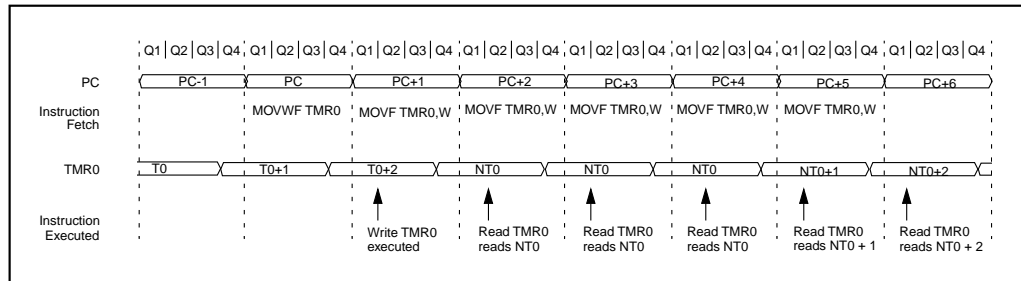 Q1 Q2 Q3 Q4 Q1 Q2 Q3 Q4 Q1 Q2 Q3 Q4 Q1 Q2 Q3 Q4 Q1 Q2 Q3 Q4 Q1 Q2 Q3 Q4 Q1 Q2 Q3 Q4 Q1 Q2 Q3 Q4
PC PC-1 PC PC+1 PC+2 PC+3 PC+4 PC+5 PC+6
Instruction
Fetch
MOVWF TMR0 MOVF TMR0,W MOVF TMR0,W MOVF TMR0,W MOVF TMR0,W MOVF TMR0,W
TMR0 T0 T0+1 T0+2 NT0 NT0 NT0 NT0+1 NT0+2
Instruction
Executed
Write TMR0
executed
Read TMR0
reads NT0
Read TMR0
reads NT0
Read TMR0
reads NT0
Read TMR0
reads NT0 + 1
Read TMR0
reads NT0 + 2